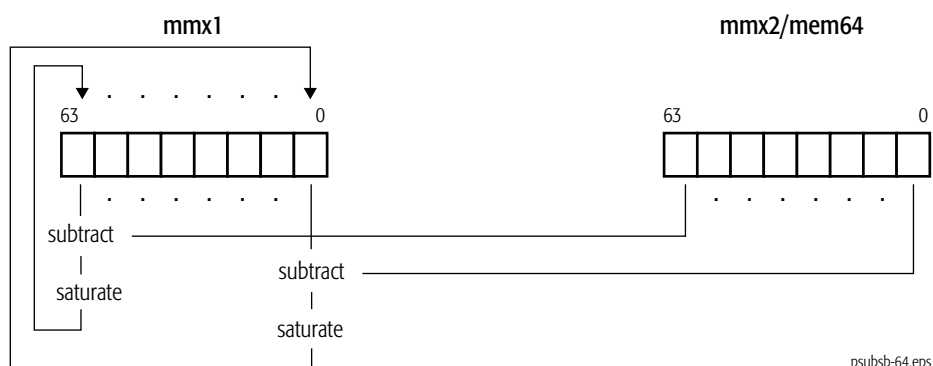 mmx1 mmx2/mem64
63 0 63 0
subtract
subtract
saturate
saturate
psubsb-64.eps